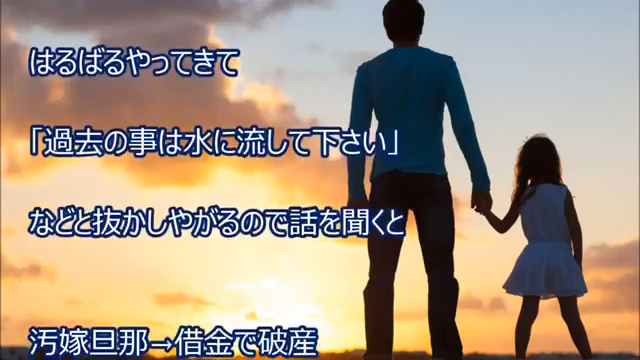 はるばるやってきて
「過去の事は水に流して下さい」
などと抜かしやがるので話を聞くと
汚嫁旦那→借金で破産